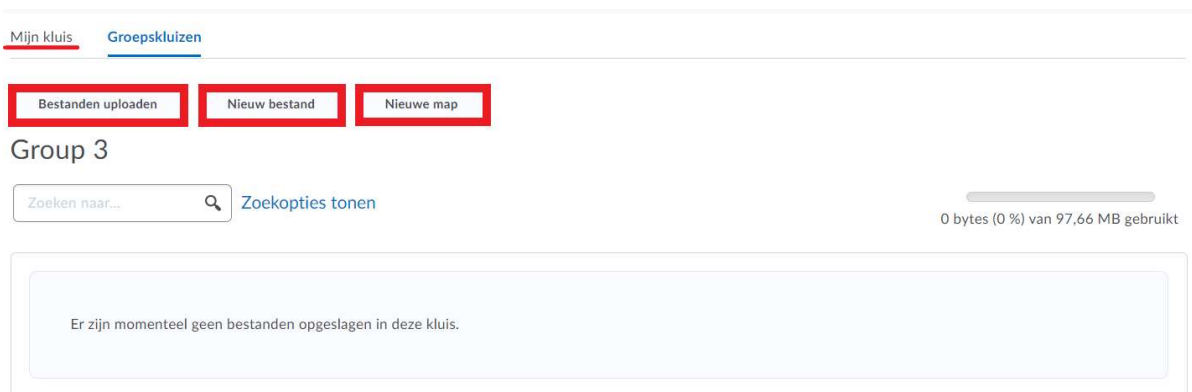 Mijn kluis Groepskluizen
Bestanden uploaden Nieuw bestand Nieuwe map
Group 3
Zoeken naar... Zoekopties tonen
0 bytes (0 %) van 97,66 MB gebruikt
Er zijn momenteel geen bestanden opgeslagen in deze kluis.